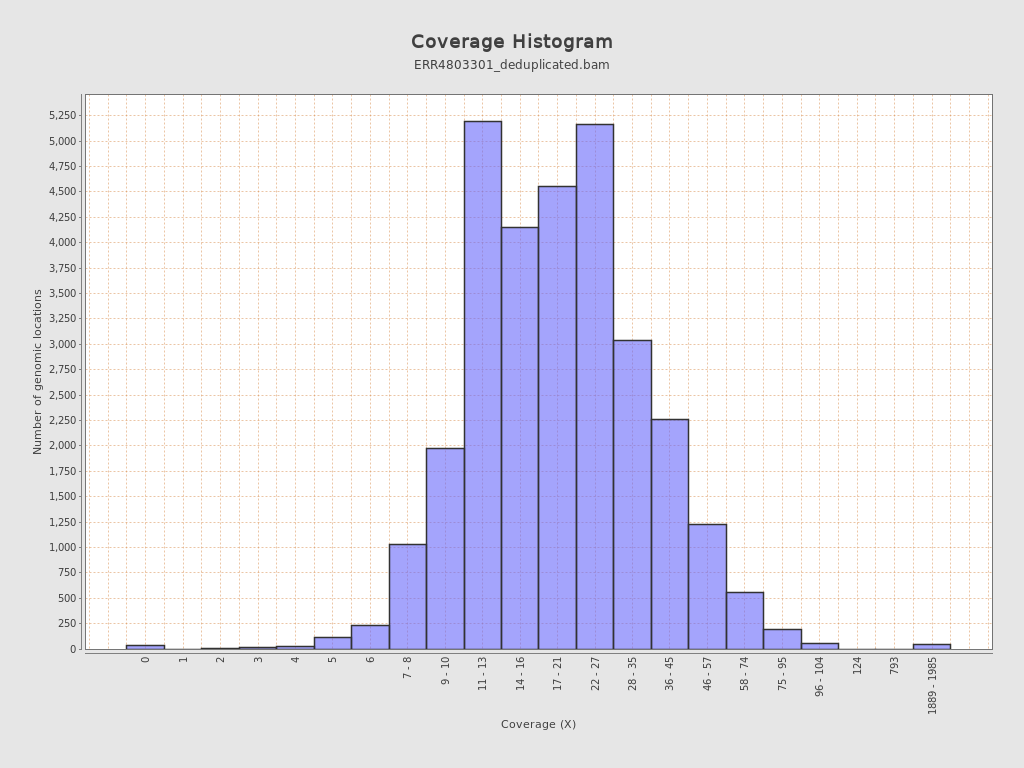 Coverage Histogram
ERR4803301_deduplicated.bam
Number of genomic locations
5,250
5,000
4,750
4,500
4,250
4,000
3,750
3,500
3,250
3,000
2,750
2,500
2,250
2,000
1,750
1,500
1,250
1,000
750
500
250
0
0
1
2
3
4
5
6
7 - 8
9 - 10
11 - 13
14 - 16
17 - 21
22 - 27
28 - 35
36 - 45
46 - 57
58 - 74
75 - 95
96 - 104
124
793
1889 - 1985
Coverage (X)